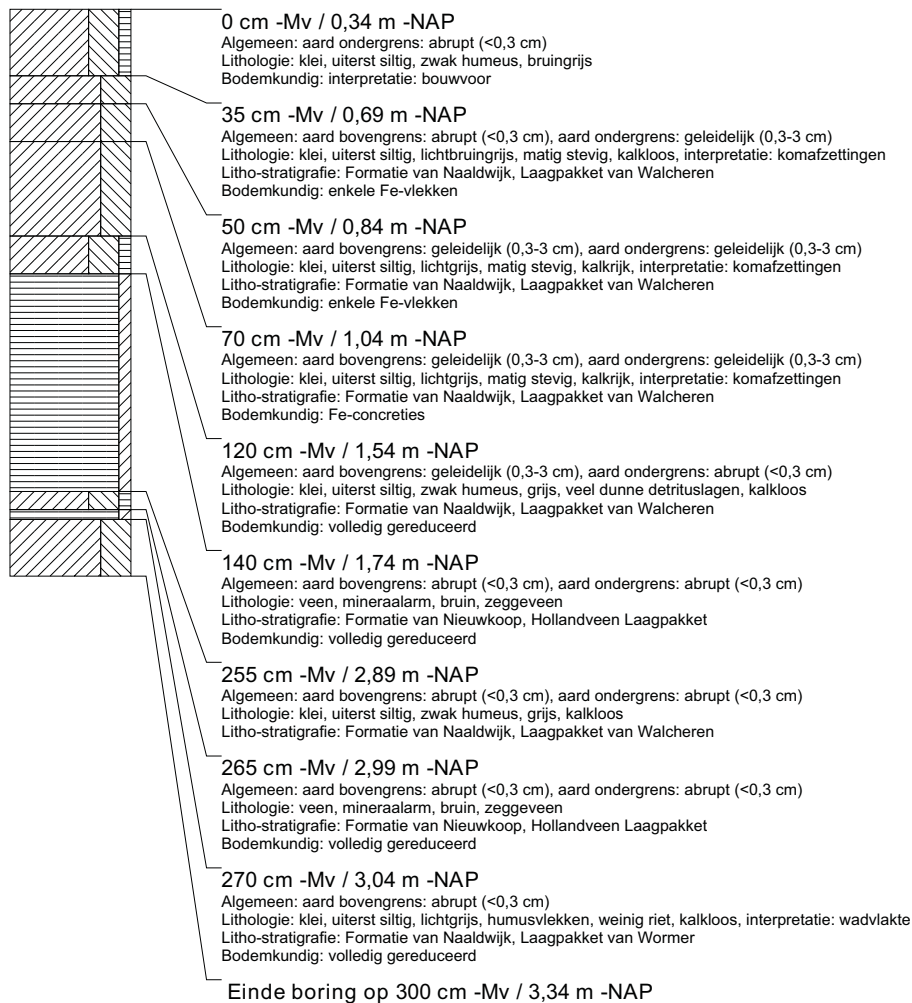 0 cm -Mv / 0,34 m -NAP
Algemeen: aard ondergrens: abrupt (<0,3 cm)
Lithologie: klei, uiterst siltig, zwak humeus, bruingrijs
Bodemkundig: interpretatie: bouwvoor
35 cm -Mv / 0,69 m -NAP
Algemeen: aard bovengrens: abrupt (<0,3 cm), aard ondergrens: geleidelijk (0,3-3 cm)
Lithologie: klei, uiterst siltig, lichtbruingrijs, matig stevig, kalkloos, interpretatie: komafzettingen
Litho-stratigrafie: Formatie van Naaldwijk, Laagpakket van Walcheren
Bodemkundig: enkele Fe-vlekken
50 cm -Mv / 0,84 m -NAP
Algemeen: aard bovengrens: geleidelijk (0,3-3 cm), aard ondergrens: geleidelijk (0,3-3 cm)
Lithologie: klei, uiterst siltig, lichtgrijs, matig stevig, kalkrijk, interpretatie: komafzettingen
Litho-stratigrafie: Formatie van Naaldwijk, Laagpakket van Walcheren
Bodemkundig: enkele Fe-vlekken
70 cm -Mv / 1,04 m -NAP
Algemeen: aard bovengrens: geleidelijk (0,3-3 cm), aard ondergrens: geleidelijk (0,3-3 cm)
Lithologie: klei, uiterst siltig, lichtgrijs, matig stevig, kalkrijk, interpretatie: komafzettingen
Litho-stratigrafie: Formatie van Naaldwijk, Laagpakket van Walcheren
Bodemkundig: Fe-concreties
120 cm -Mv / 1,54 m -NAP
Algemeen: aard bovengrens: geleidelijk (0,3-3 cm), aard ondergrens: abrupt (<0,3 cm)
Lithologie: klei, uiterst siltig, zwak humeus, grijs, veel dunne detrituslagen, kalkloos
Litho-stratigrafie: Formatie van Naaldwijk, Laagpakket van Walcheren
Bodemkundig: volledig gereduceerd
140 cm -Mv / 1,74 m -NAP
Algemeen: aard bovengrens: abrupt (<0,3 cm), aard ondergrens: abrupt (<0,3 cm)
Lithologie: veen, mineraalarm, bruin, zeggeveen
Litho-stratigrafie: Formatie van Nieuwkoop, Hollandveen Laagpakket
Bodemkundig: volledig gereduceerd
255 cm -Mv / 2,89 m -NAP
Algemeen: aard bovengrens: abrupt (<0,3 cm), aard ondergrens: abrupt (<0,3 cm)
Lithologie: klei, uiterst siltig, zwak humeus, grijs, kalkloos
Litho-stratigrafie: Formatie van Naaldwijk, Laagpakket van Walcheren
265 cm -Mv / 2,99 m -NAP
Algemeen: aard bovengrens: abrupt (<0,3 cm), aard ondergrens: abrupt (<0,3 cm)
Lithologie: veen, mineraalarm, bruin, zeggeveen
Litho-stratigrafie: Formatie van Nieuwkoop, Hollandveen Laagpakket
Bodemkundig: volledig gereduceerd
270 cm -Mv / 3,04 m -NAP
Algemeen: aard bovengrens: abrupt (<0,3 cm)
Lithologie: klei, uiterst siltig, lichtgrijs, humusvlekken, weinig riet, kalkloos, interpretatie: wadvlakte
Litho-stratigrafie: Formatie van Naaldwijk, Laagpakket van Wormer
Bodemkundig: volledig gereduceerd
Einde boring op 300 cm -Mv / 3,34 m -NAP